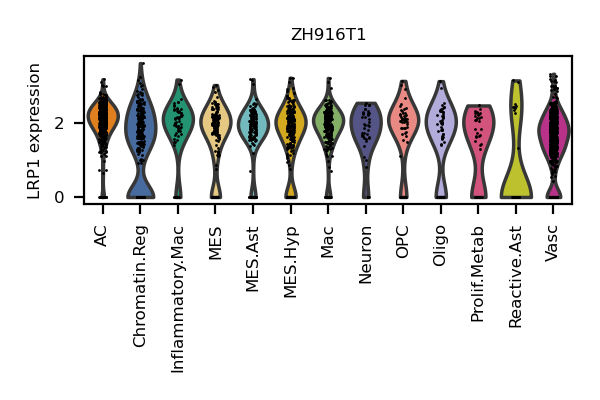 ZH916T1
LRP1 expression
2
0
AC
Chromatin.Reg
Inflammatory.Mac
MES
MES.Ast
MES.Hyp
Mac
Neuron
OPC
Oligo
Prolif.Metab
Reactive.Ast
Vasc